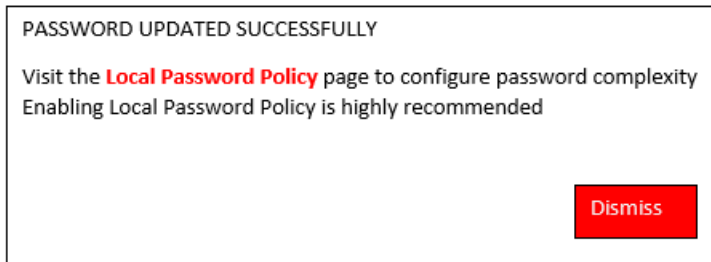 PASSWORD UPDATED SUCCESSFULLY
Visit the Local Password Policy page to configure password complexity
Enabling Local Password Policy is highly recommended
Dismiss